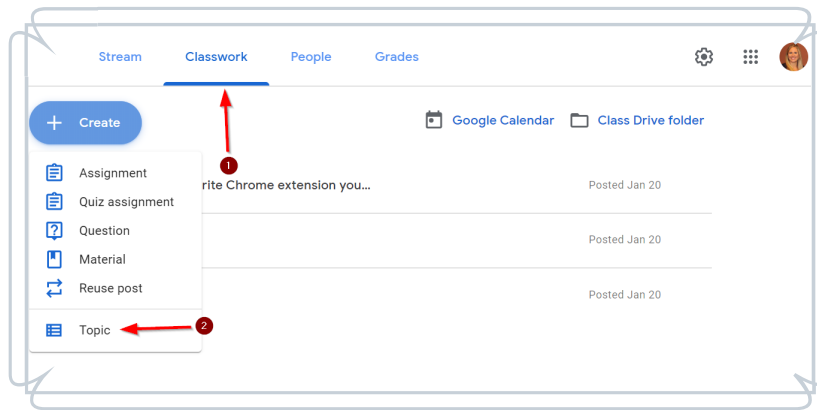 Stream Classwork People Grades
Create
Google Calendar Class Drive folder
1
Assignment
rite Chrome extension you... Posted Jan 20
Quiz assignment
Question
Posted Jan 20
Material
Reuse post
Posted Jan 20
Topic 2